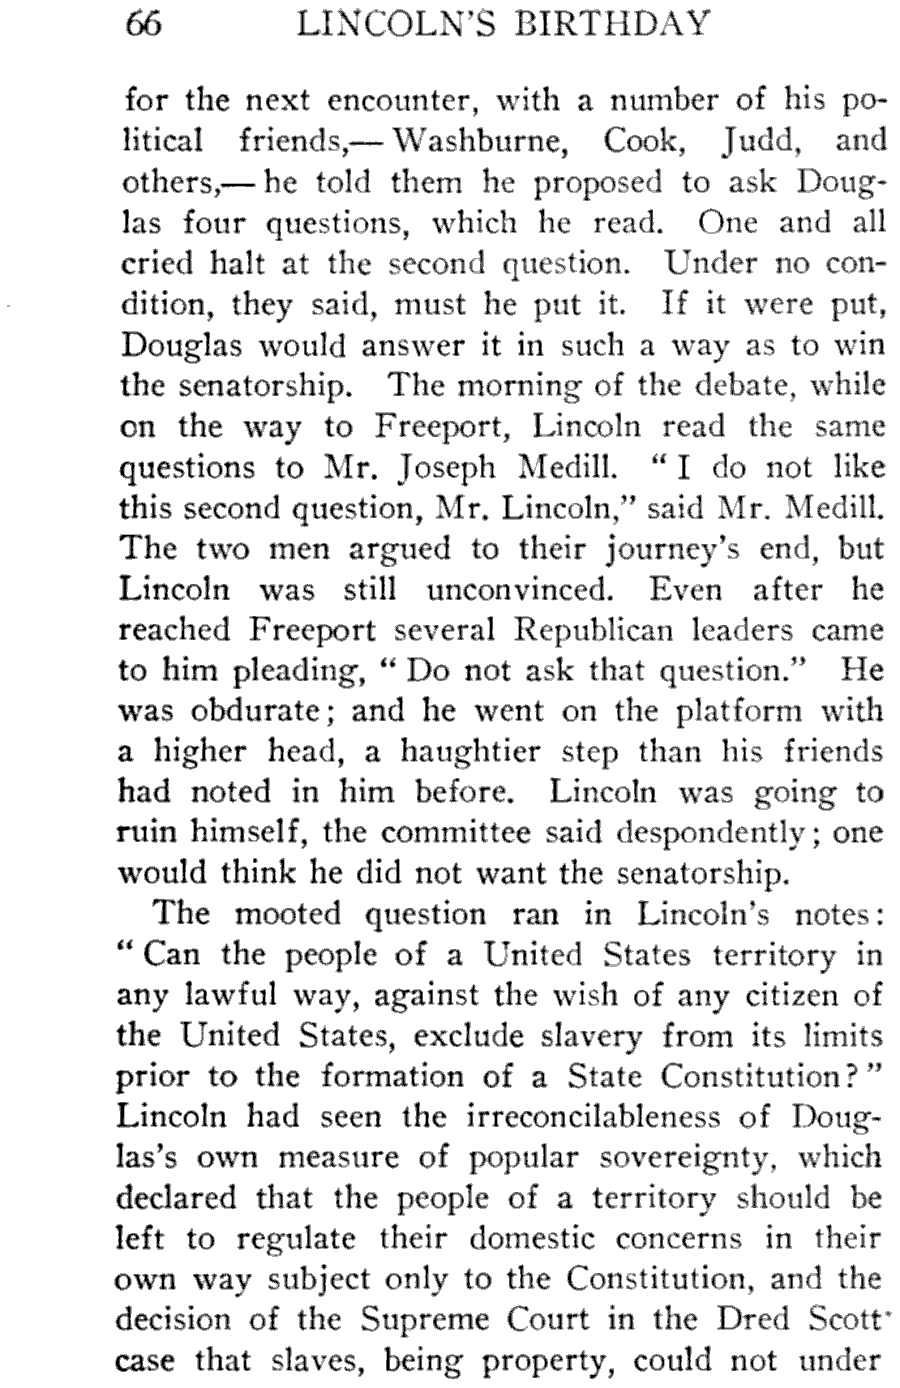 66 LINCOLN'S BIRTHDAY
for the next encounter, with a number of his po-
litical friends,— Washburne, Cook, Judd, and
others,— he told them he proposed to ask Doug-
las four questions, which he read. One and all
cried halt at the second question. Under no con-
dition, they said, must he put it. If it were put,
Douglas would answer it in such a way as to win
the senatorship. The morning of the debate, while
on the way to Freeport, Lincoln read the same
questions to Mr. Joseph Medill. “ I do not like
this second question, Mr. Lincoln,” said Mr. Medill.
The two men argued to their journey's end, but
Lincoln was still unconvinced. Even after he
reached Freeport several Republican leaders came
to him pleading, “ Do not ask that question.” He
was obdurate; and he went on the platform with
a higher head, a haughtier step than his friends
had noted in him before. Lincoln was going to
ruin himself, the committee said despondently; one
would think he did not want the senatorship.
The mooted question ran in Lincoln's notes:
“ Can the people of a United States territory in
any lawful way, against the wish of any citizen of
the United States, exclude slavery from its limits
prior to the formation of a State Constitution? ”
Lincoln had seen the irreconcilableness of Doug-
las's own measure of popular sovereignty, which
declared that the people of a territory should be
left to regulate their domestic concerns in their
own way subject only to the Constitution, and the
decision of the Supreme Court in the Dred Scott
case that slaves, being property, could not under